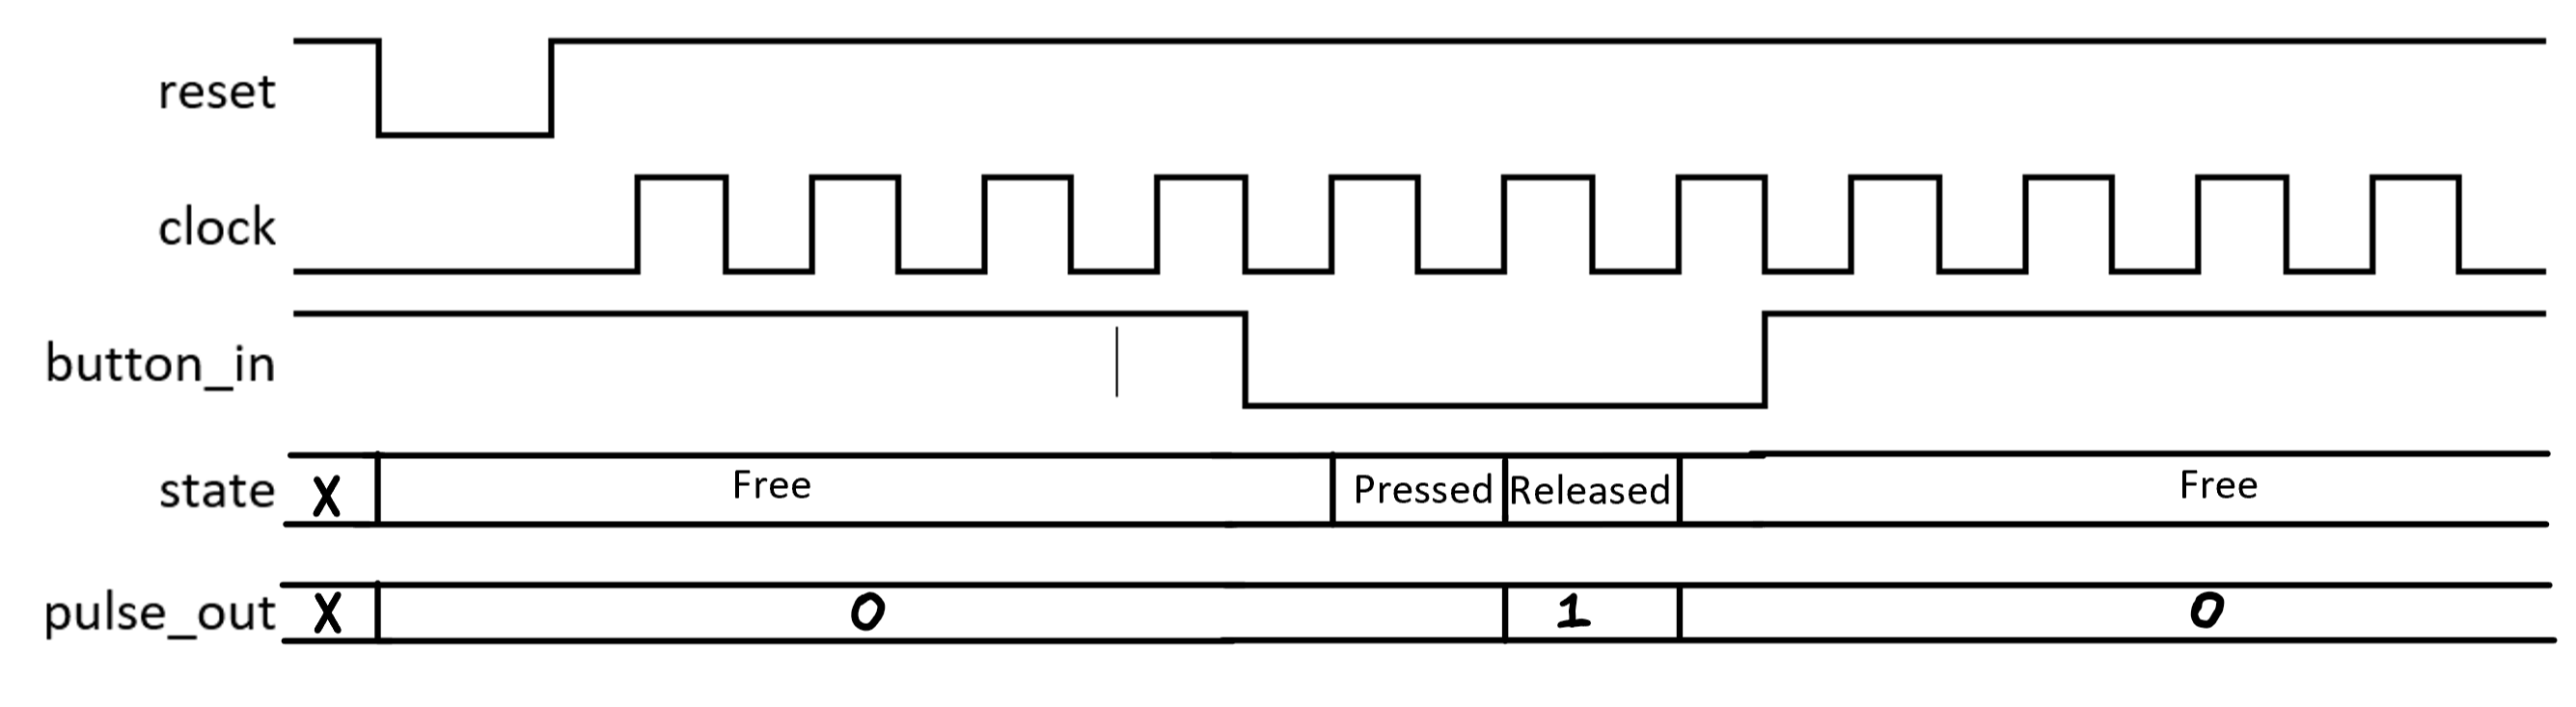 reset
clock
button_in
state X Free Pressed Released Free
pulse_out X 0 1 0